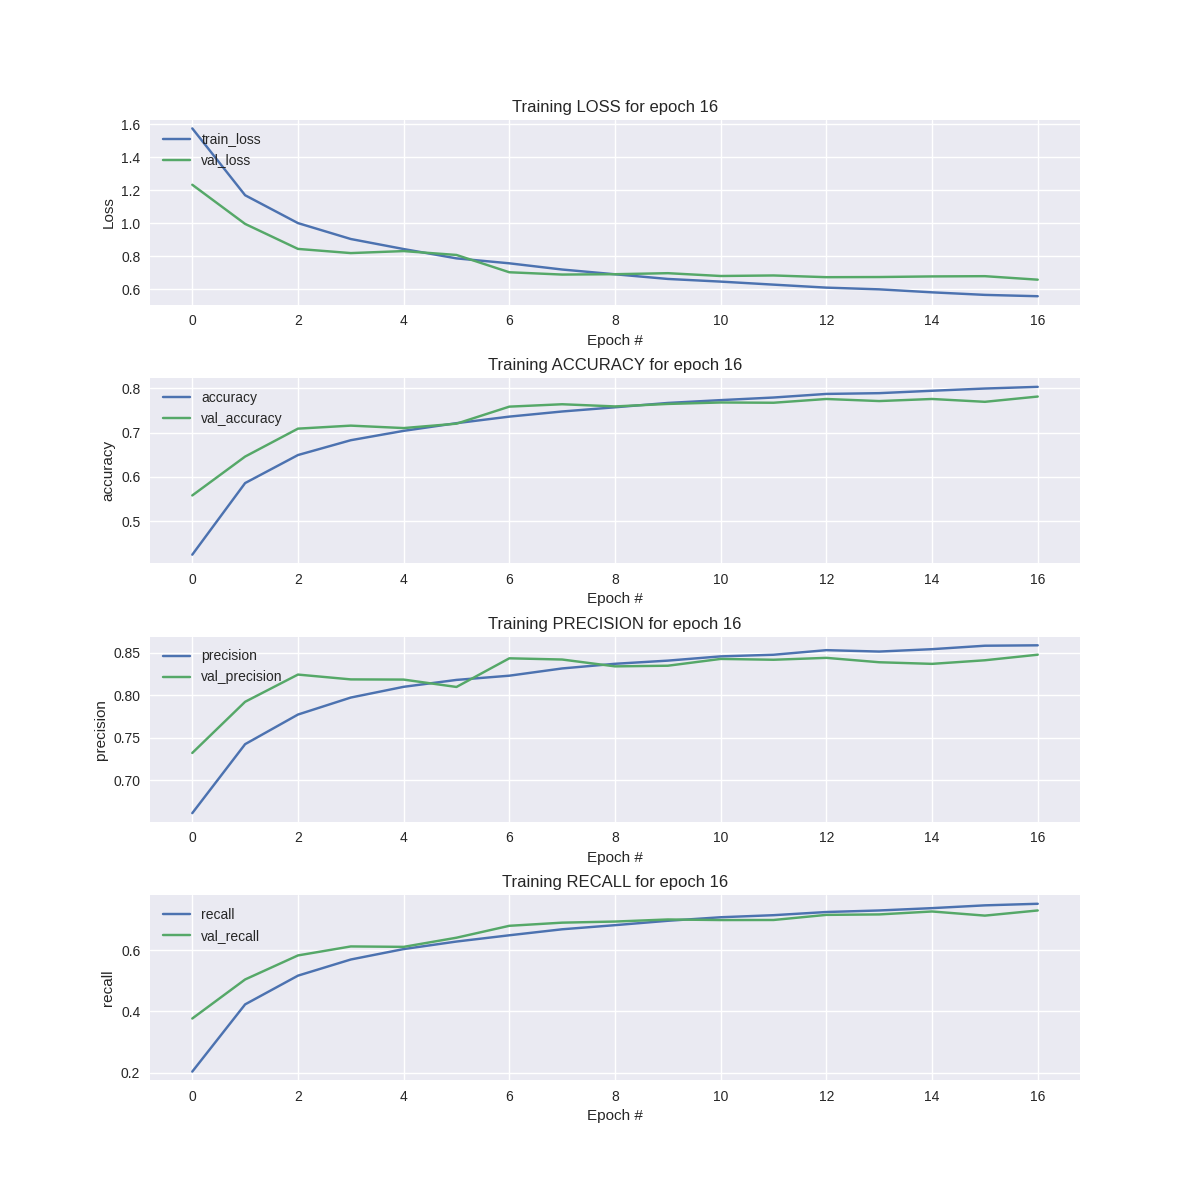 Training LOSS for epoch 16
1.6
1.4
1.2
1.0
0.8
0.6
Loss
train_loss
val_loss
0 2 4 6 8 10 12 14 16
Epoch #
Training ACCURACY for epoch 16
0.8
0.7
0.6
0.5
accuracy
accuracy
val_accuracy
0 2 4 6 8 10 12 14 16
Epoch #
Training PRECISION for epoch 16
0.85
0.80
0.75
0.70
precision
precision
val_precision
0 2 4 6 8 10 12 14 16
Epoch #
Training RECALL for epoch 16
0.6
0.4
0.2
recall
recall
val_recall
0 2 4 6 8 10 12 14 16
Epoch #